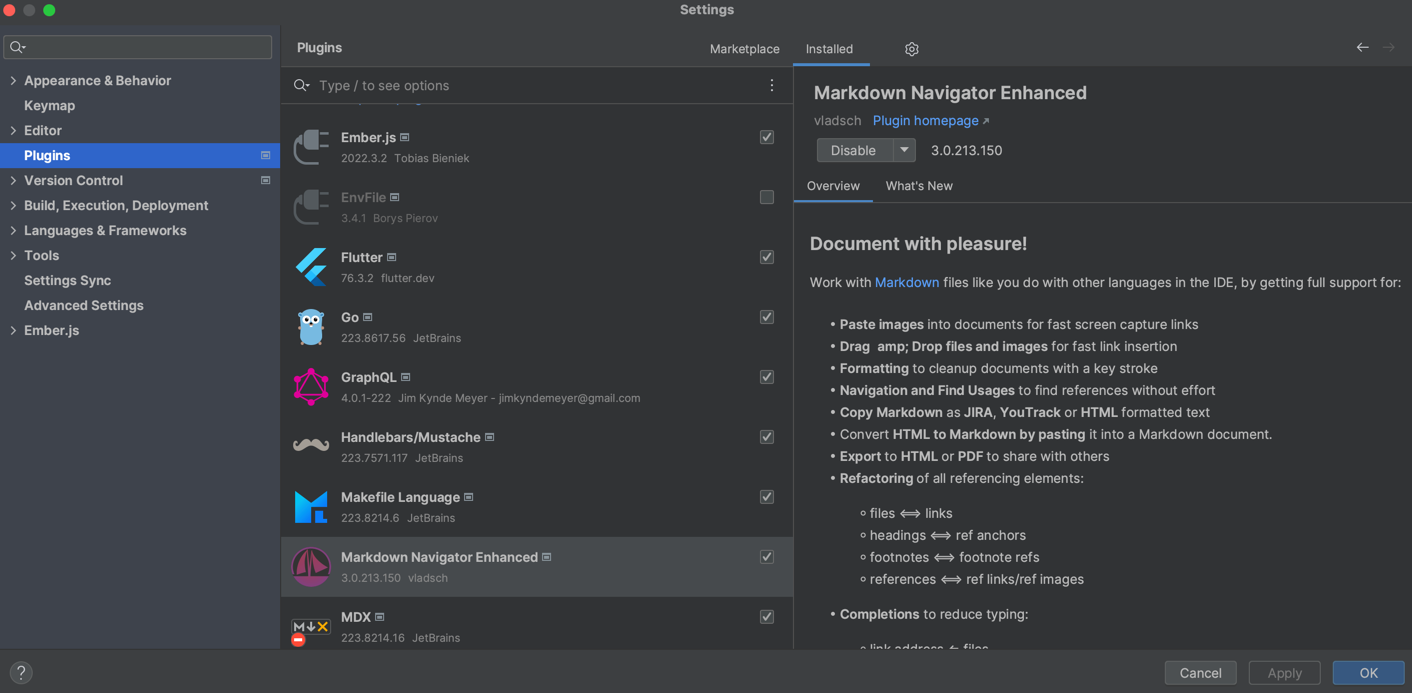 Settings
Appearance & Behavior
Keymap
Editor
Plugins
Version Control
Build, Execution, Deployment
Languages & Frameworks
Tools
Settings Sync
Advanced Settings
Ember.js
Plugins
Marketplace
Installed
Type / to see options
Ember.js
2022.3.2 Tobias Bieniek
EnvFile
3.4.1 Borys Pierov
Flutter
76.3.2 flutter.dev
Go
223.8617.56 JetBrains
GraphQL
4.0.1-222 Jim Kynde Meyer - jimkyndemeyer@gmail.com
Handlebars/Mustache
223.7571.117 JetBrains
Makefile Language
223.8214.6 JetBrains
Markdown Navigator Enhanced
3.0.213.150 vladsch
MDX
223.8214.16 JetBrains
Markdown Navigator Enhanced
vladsch Plugin homepage ↗
Disable 3.0.213.150
Overview What's New
Document with pleasure!
Work with Markdown files like you do with other languages in the IDE, by getting full support for:
• Paste images into documents for fast screen capture links
• Drag amp; Drop files and images for fast link insertion
• Formatting to cleanup documents with a key stroke
• Navigation and Find Usages to find references without effort
• Copy Markdown as JIRA, YouTrack or HTML formatted text
• Convert HTML to Markdown by pasting it into a Markdown document.
• Export to HTML or PDF to share with others
• Refactoring of all referencing elements:
◦ files ⟺ links
◦ headings ⟺ ref anchors
◦ footnotes ⟺ footnote refs
◦ references ⟺ ref links/ref images
• Completions to reduce typing:
◦ link address ← files
?
Cancel
Apply
OK